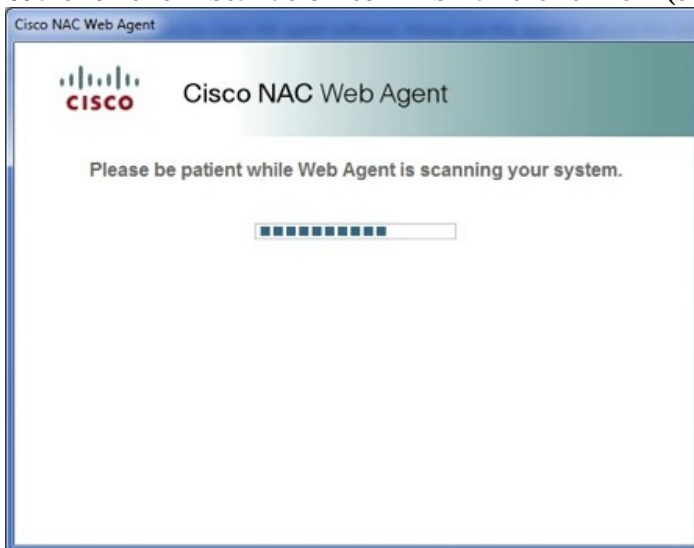 Cisco NAC Web Agent
CISCO
Cisco NAC Web Agent
Please be patient while Web Agent is scanning your system.